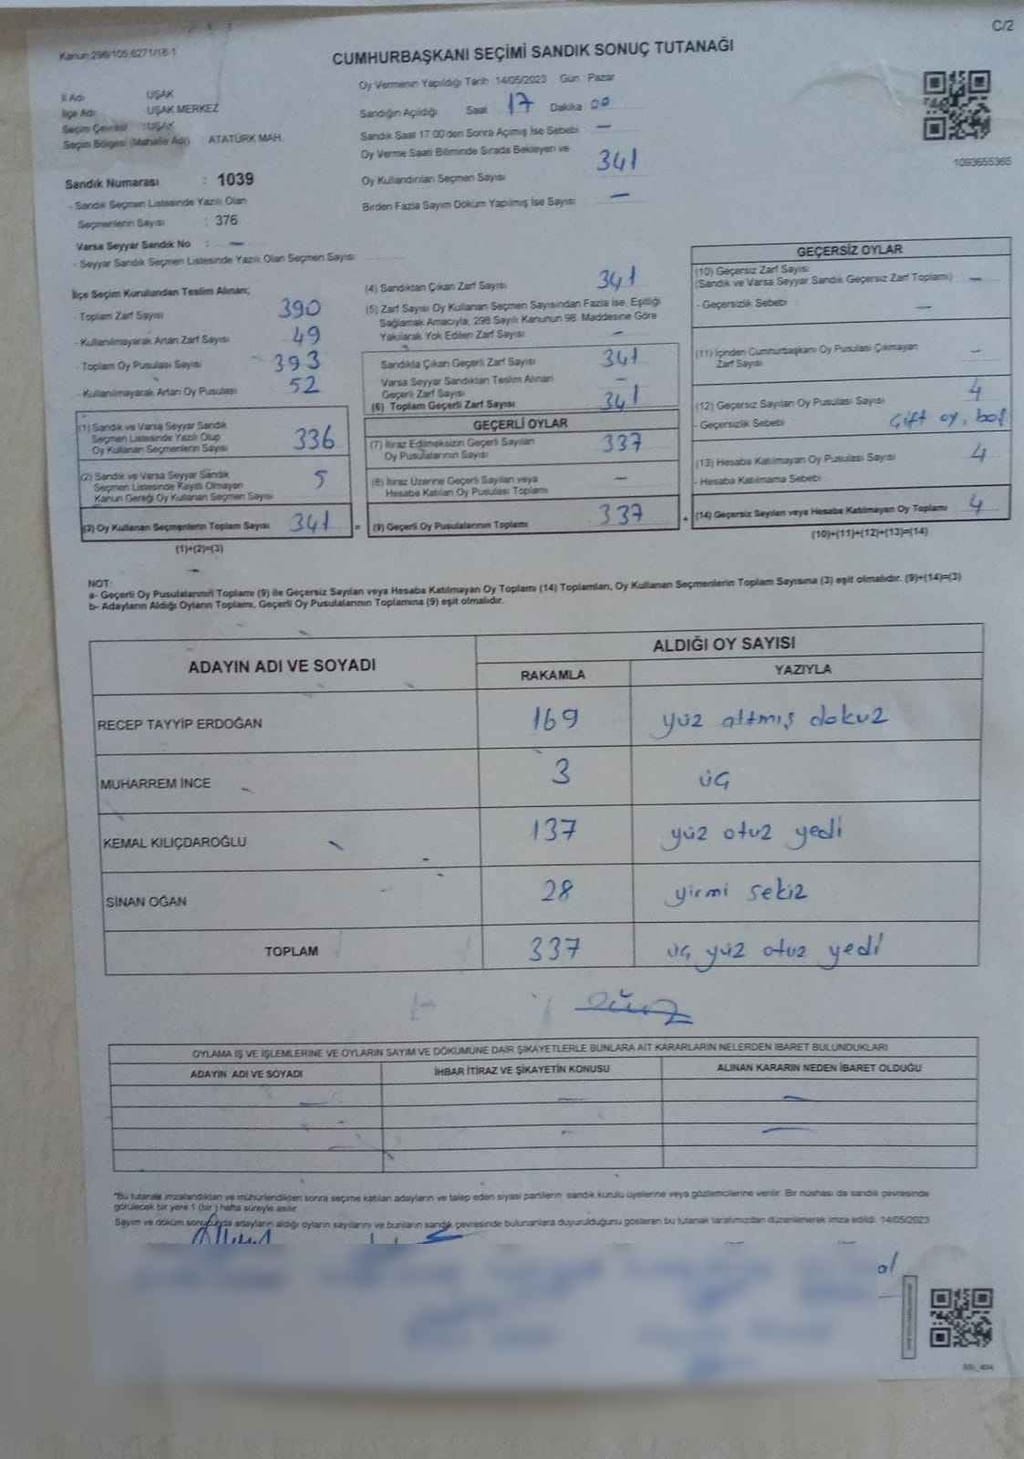 C/2
Kanun:298/105,6271/18-1
CUMHURBAŞKANI SEÇİMİ SANDIK SONUÇ TUTANAĞI
Oy Vermenin Yapıldığı Tarih 14/05/2023 Gün Pazar
İl Adı : UŞAK
İlçe Adı : UŞAK MERKEZ
Seçim Çevresi : UŞAK
Seçim Bölgesi (Mahalle Adı) ATATÜRK MAH.
Sandığın Açıldığı Saat 17 Dakika 00
Sandık Saat 17.00'den Sonra Açılmış İse Sebebi —
Oy Verme Saati Bitiminde Sırada Bekleyen ve
Oy Kullandırılan Seçmen Sayısı 341
Birden Fazla Sayım Döküm Yapılmış İse Sayısı —
1093655365
Sandık Numarası : 1039
- Sandık Seçmen Listesinde Yazılı Olan
Seçmenlerin Sayısı : 376
Varsa Seyyar Sandık No : —
- Seyyar Sandık Seçmen Listesinde Yazılı Olan Seçmen Sayısı
İlçe Seçim Kurulundan Teslim Alınan;
- Toplam Zarf Sayısı 390
- Kullanılmayarak Artan Zarf Sayısı 49
- Toplam Oy Pusulası Sayısı 393
- Kullanılmayarak Artan Oy Pusulası 52
(1) Sandık ve Varsa Seyyar Sandık
Seçmen Listesinde Yazılı Olup
Oy Kullanan Seçmenlerin Sayısı 336
(2) Sandık ve Varsa Seyyar Sandık
Seçmen Listesinde Kayıtlı Olmayan
Kanun Gereği Oy Kullanan Seçmen Sayısı 5
(3) Oy Kullanan Seçmenlerin Toplam Sayısı 341 =
(1)+(2)=(3)
(4) Sandıktan Çıkan Zarf Sayısı 341
(5) Zarf Sayısı Oy Kullanan Seçmen Sayısından Fazla İse, Eşitliği
Sağlamak Amacıyla, 298 Sayılı Kanunun 98. Maddesine Göre
Yakılarak Yok Edilen Zarf Sayısı —
Sandıkta Çıkan Geçerli Zarf Sayısı 341
Varsa Seyyar Sandıktan Teslim Alınan
Geçerli Zarf Sayısı —
(6) Toplam Geçerli Zarf Sayısı 341
GEÇERLİ OYLAR
(7) İtiraz Edilmeksizin Geçerli Sayılan
Oy Pusulalarının Sayısı 337
(8) İtiraz Üzerine Geçerli Sayılan veya
Hesaba Katılan Oy Pusulası Toplamı —
(9) Geçerli Oy Pusulalarının Toplamı 337 +
GEÇERSİZ OYLAR
(10) Geçersiz Zarf Sayısı
(Sandık ve Varsa Seyyar Sandık Geçersiz Zarf Toplamı) —
- Geçersizlik Sebebi —
(11) İçinden Cumhurbaşkanı Oy Pusulası Çıkmayan
Zarf Sayısı —
(12) Geçersiz Sayılan Oy Pusulası Sayısı 4
- Geçersizlik Sebebi Çift oy, boş
(13) Hesaba Katılmayan Oy Pusulası Sayısı 4
- Hesaba Katılmama Sebebi
(14) Geçersiz Sayılan veya Hesaba Katılmayan Oy Toplamı 4
(10)+(11)+(12)+(13)=(14)
NOT:
a- Geçerli Oy Pusulalarının Toplamı (9) ile Geçersiz Sayılan veya Hesaba Katılmayan Oy Toplamı (14) Toplamları, Oy Kullanan Seçmenlerin Toplam Sayısına (3) eşit olmalıdır. (9)+(14)=(3)
b- Adayların Aldığı Oyların Toplamı, Geçerli Oy Pusulalarının Toplamına (9) eşit olmalıdır.
ADAYIN ADI VE SOYADI
ALDIĞI OY SAYISI
RAKAMLA YAZIYLA
RECEP TAYYİP ERDOĞAN 169 yüz altmış dokuz
MUHARREM İNCE 3 üç
KEMAL KILIÇDAROĞLU 137 yüz otuz yedi
SİNAN OĞAN 28 yirmi sekiz
TOPLAM 337 üç yüz otuz yedi
OYLAMA İŞ VE İŞLEMLERİNE VE OYLARIN SAYIM VE DÖKÜMÜNE DAİR ŞİKAYETLERLE BUNLARA AİT KARARLARIN NELERDEN İBARET BULUNDUKLARI
ADAYIN ADI VE SOYADI İHBAR İTİRAZ VE ŞİKAYETİN KONUSU ALINAN KARARIN NEDEN İBARET OLDUĞU
*Bu tutanak imzalandıktan ve mühürlendikten sonra seçime katılan adayların ve talep eden siyasi partilerin sandık kurulu üyelerine veya gözlemcilerine verilir. Bir nüshası da sandık çevresinde
görülecek bir yere 1 (bir) hafta süreyle asılır.
Sayım ve döküm sonucunda adayların aldığı oyların sayılarını ve bunların sandık çevresinde bulunanlara duyurulduğunu gösteren bu tutanak tarafımızdan düzenlenerek imza edildi. 14/05/2023